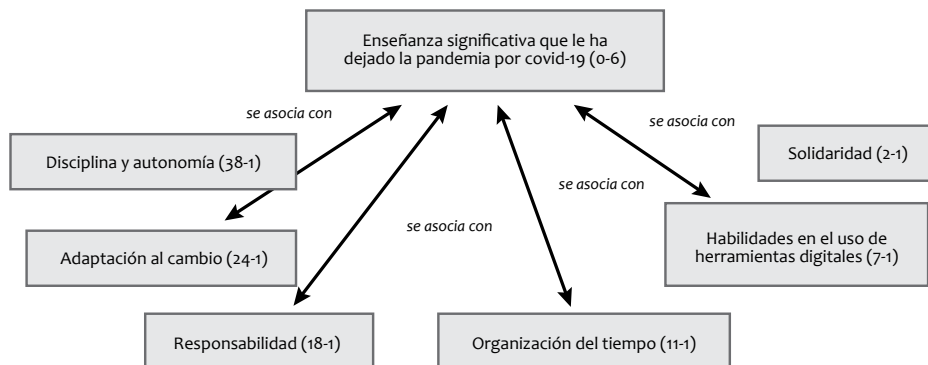 Enseñanza significativa que le ha
dejado la pandemia por covid-19 (0-6)
se asocia con
se asocia con
Disciplina y autonomía (38-1)
Solidaridad (2-1)
se asocia con
se asocia con
Adaptación al cambio (24-1)
Habilidades en el uso de
herramientas digitales (7-1)
Responsabilidad (18-1)
Organización del tiempo (11-1)